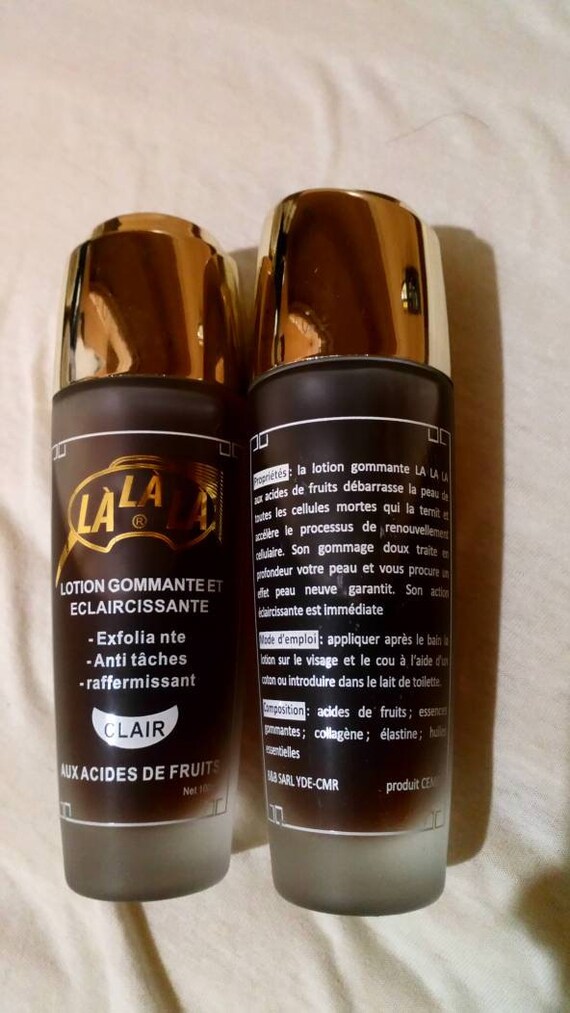 LÀ LA LA
®
LOTION GOMMANTE ET
ECLAIRCISSANTE
- Exfolia nte
- Anti tâches
- raffermissant
CLAIR
AUX ACIDES DE FRUITS
Net
Propriétés : la lotion gommante LA LA LA
aux acides de fruits débarrasse la peau de
toutes les cellules mortes qui la ternit et
accélère le processus de renouvellement
cellulaire. Son gommage doux traite en
profondeur votre peau et vous procure un
effet peau neuve garantit. Son action
éclaircissante est immédiate
Mode d'emploi : appliquer après le bain la
lotion sur le visage et le cou à l'aide d'un
coton ou introduire dans le lait de toilette.
Composition : acides de fruits ; essences
gommantes ; collagène ; élastine ; huiles
essentielles
SARL YDE-CMR produit